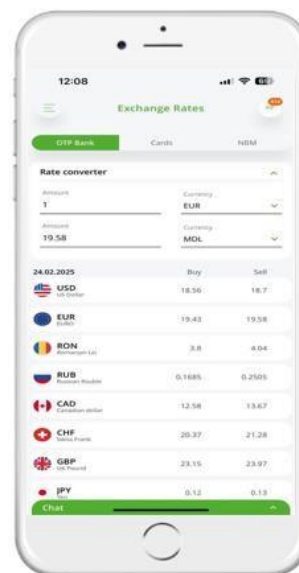 12:08
Exchange Rates
OTP Bank Cards NBM
Rate converter
Amount Currency
1 EUR
Amount Currency
19.58 MDL
24.02.2025 Buy Sell
USD 18.56 18.7
US Dollar
EUR 19.43 19.58
EURO
RON 3.8 4.04
Romanian Lei
RUB 0.1685 0.2505
Russian Rouble
CAD 12.58 13.67
Canadian dollar
CHF 20.37 21.28
Swiss Frank
GBP 23.15 23.97
UK Pound
JPY 0.12 0.13
Chat